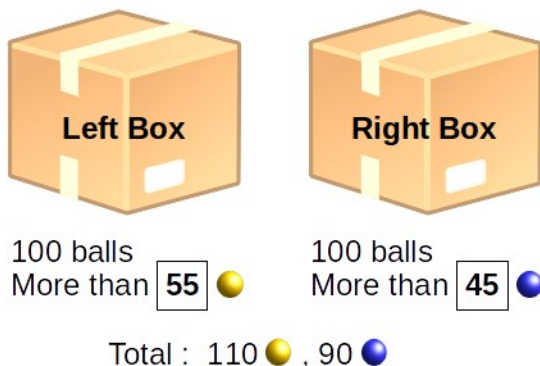 Left Box
Right Box
100 balls
More than 55
100 balls
More than 45
Total : 110 , 90